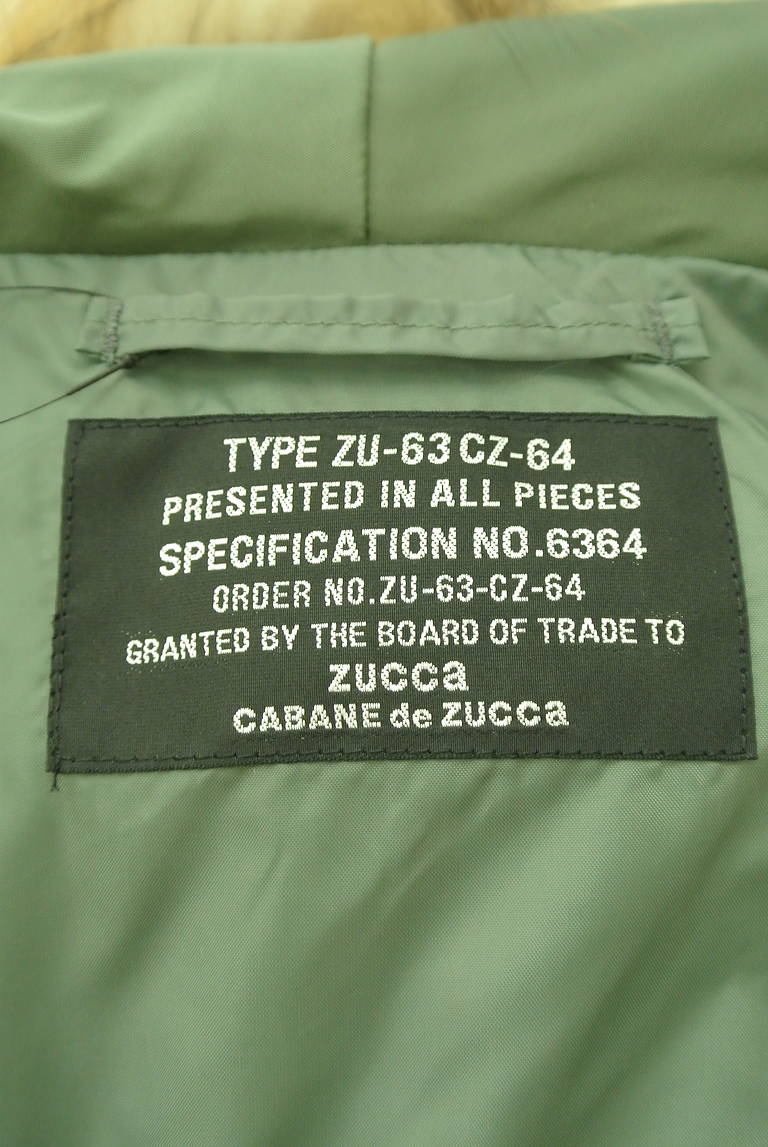 TYPE ZU-63 CZ-64
PRESENTED IN ALL PIECES
SPECIFICATION NO.6364
ORDER NO.ZU-63-CZ-64
GRANTED BY THE BOARD OF TRADE TO
zucca
CABANE de zucca